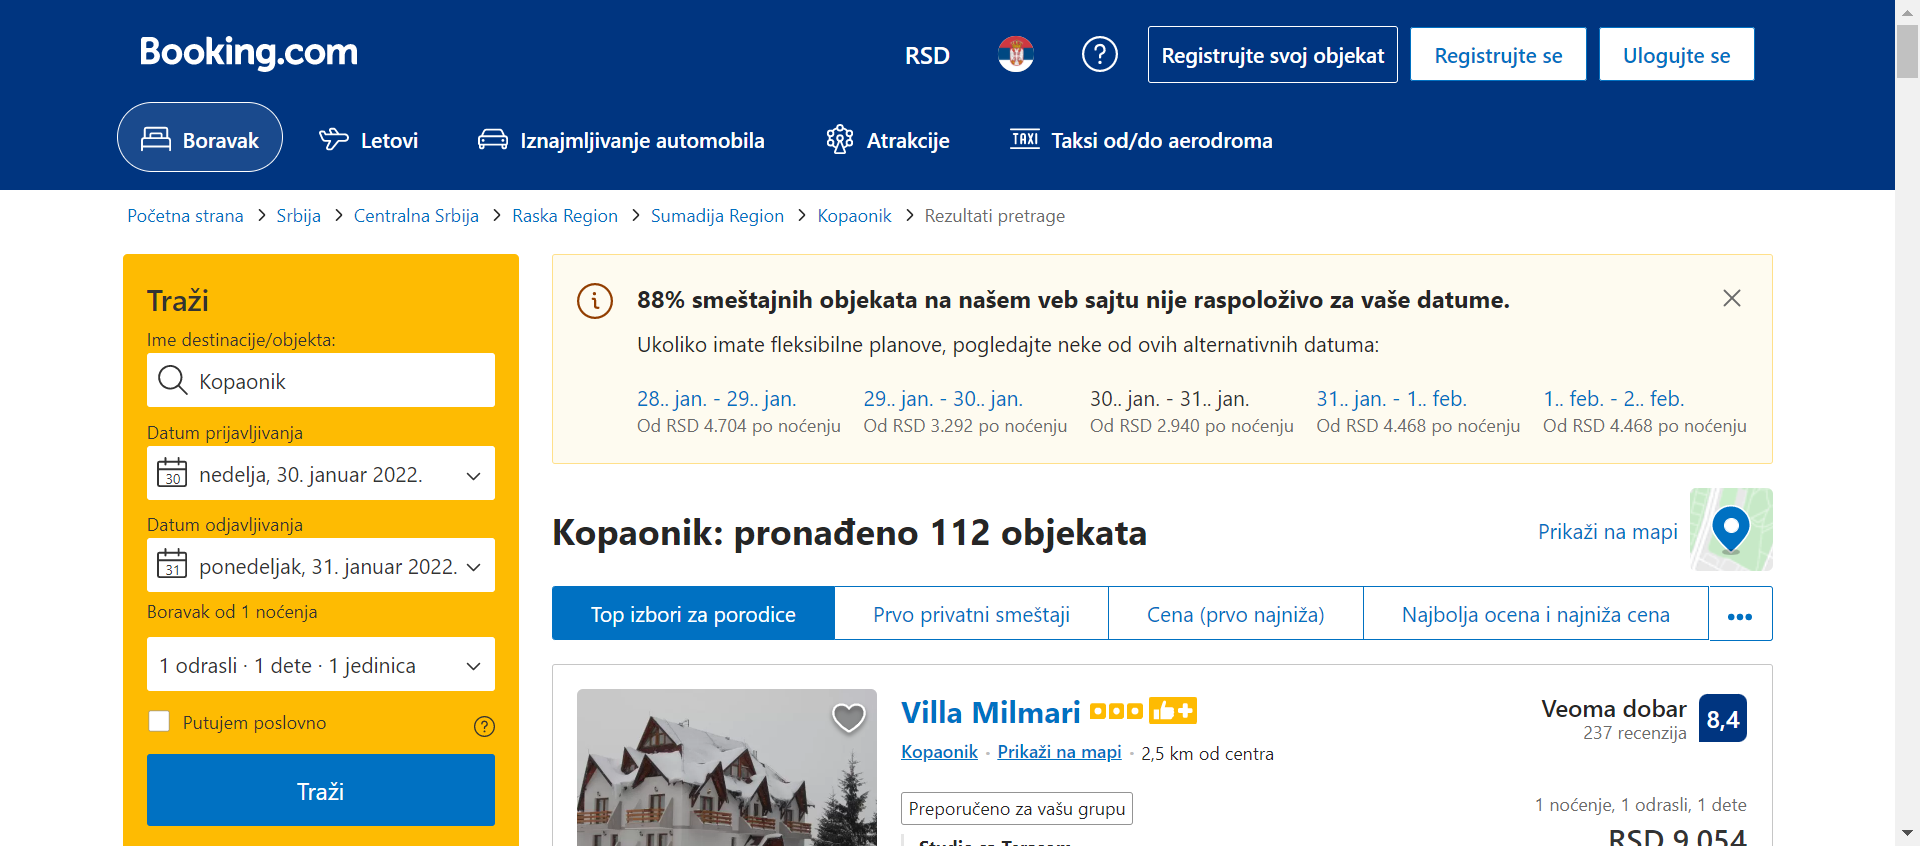 Booking.com
RSD
?
Registrujte svoj objekat
Registrujte se
Ulogujte se
Boravak
Letovi
Iznajmljivanje automobila
Atrakcije
TAXI Taksi od/do aerodroma
Početna strana > Srbija > Centralna Srbija > Raska Region > Sumadija Region > Kopaonik > Rezultati pretrage
Traži
Ime destinacije/objekta:
Kopaonik
Datum prijavljivanja
30 nedelja, 30. januar 2022.
Datum odjavljivanja
31 ponedeljak, 31. januar 2022.
Boravak od 1 noćenja
1 odrasli · 1 dete · 1 jedinica
Putujem poslovno
?
Traži
i
88% smeštajnih objekata na našem veb sajtu nije raspoloživo za vaše datume.
Ukoliko imate fleksibilne planove, pogledajte neke od ovih alternativnih datuma:
28.. jan. - 29.. jan.
Od RSD 4.704 po noćenju
29.. jan. - 30.. jan.
Od RSD 3.292 po noćenju
30.. jan. - 31.. jan.
Od RSD 2.940 po noćenju
31.. jan. - 1.. feb.
Od RSD 4.468 po noćenju
1.. feb. - 2.. feb.
Od RSD 4.468 po noćenju
Kopaonik: pronađeno 112 objekata
Prikaži na mapi
Top izbori za porodice
Prvo privatni smeštaji
Cena (prvo najniža)
Najbolja ocena i najniža cena
•••
Villa Milmari
Kopaonik · Prikaži na mapi · 2,5 km od centra
Veoma dobar
237 recenzija
8,4
Preporučeno za vašu grupu
Studio sa Terasom
1 noćenje, 1 odrasli, 1 dete
RSD 9.054